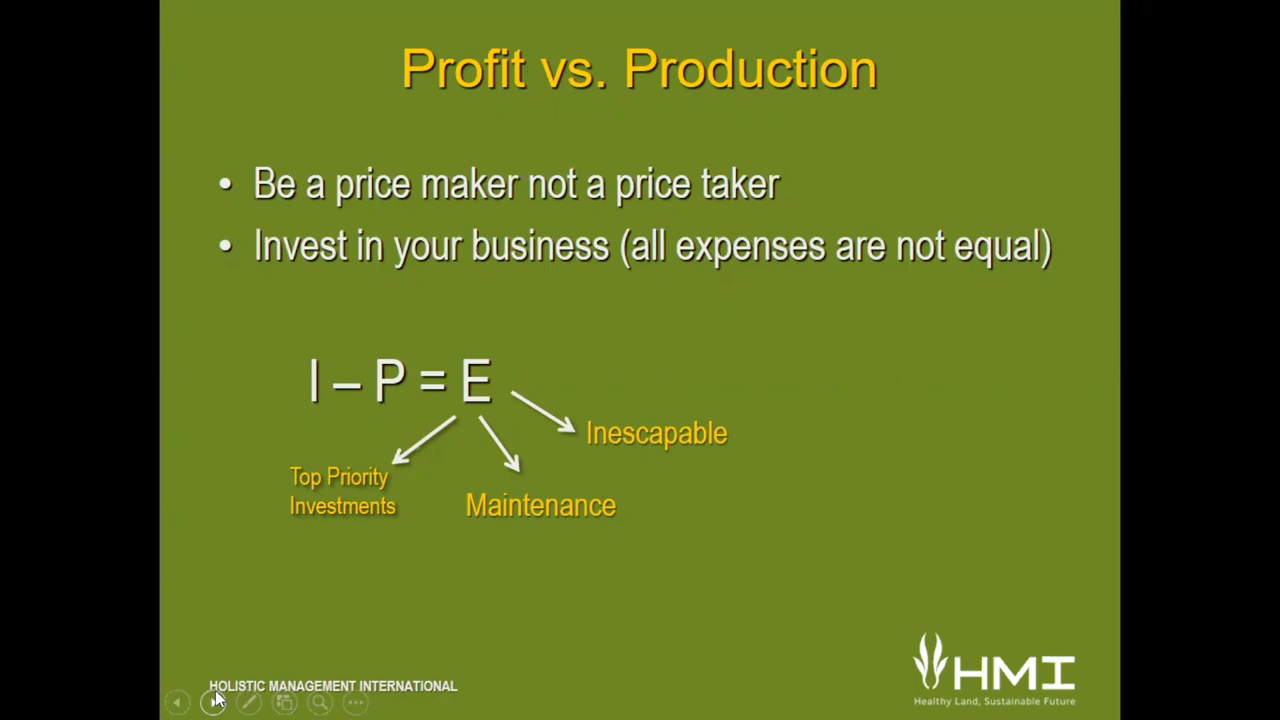 Profit vs. Production
• Be a price maker not a price taker
• Invest in your business (all expenses are not equal)
I – P = E
Inescapable
Top Priority
Investments
Maintenance
HOLISTIC MANAGEMENT INTERNATIONAL
HMI
Healthy Land, Sustainable Future